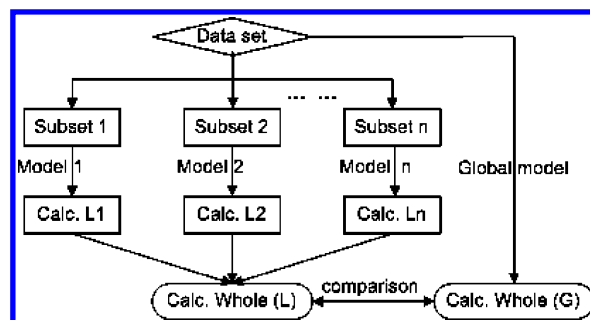 Data set
... ...
Subset 1
Subset 2
Subset n
Model 1
Model 2
Model n
Global model
Calc. L1
Calc. L2
Calc. Ln
comparison
Calc. Whole (L)
Calc. Whole (G)